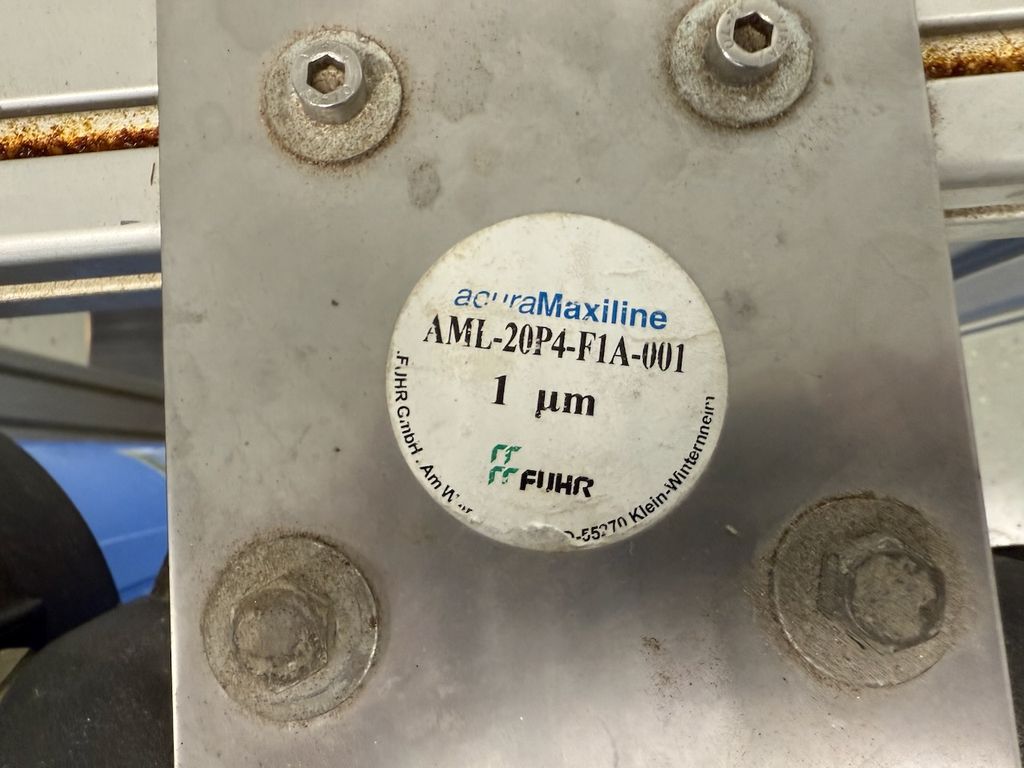 acuraMaxiline
AML-20P4-F1A-001
1 µm
FUHR
FUHR GmbH . Am
D-55270 Klein-Winternheim